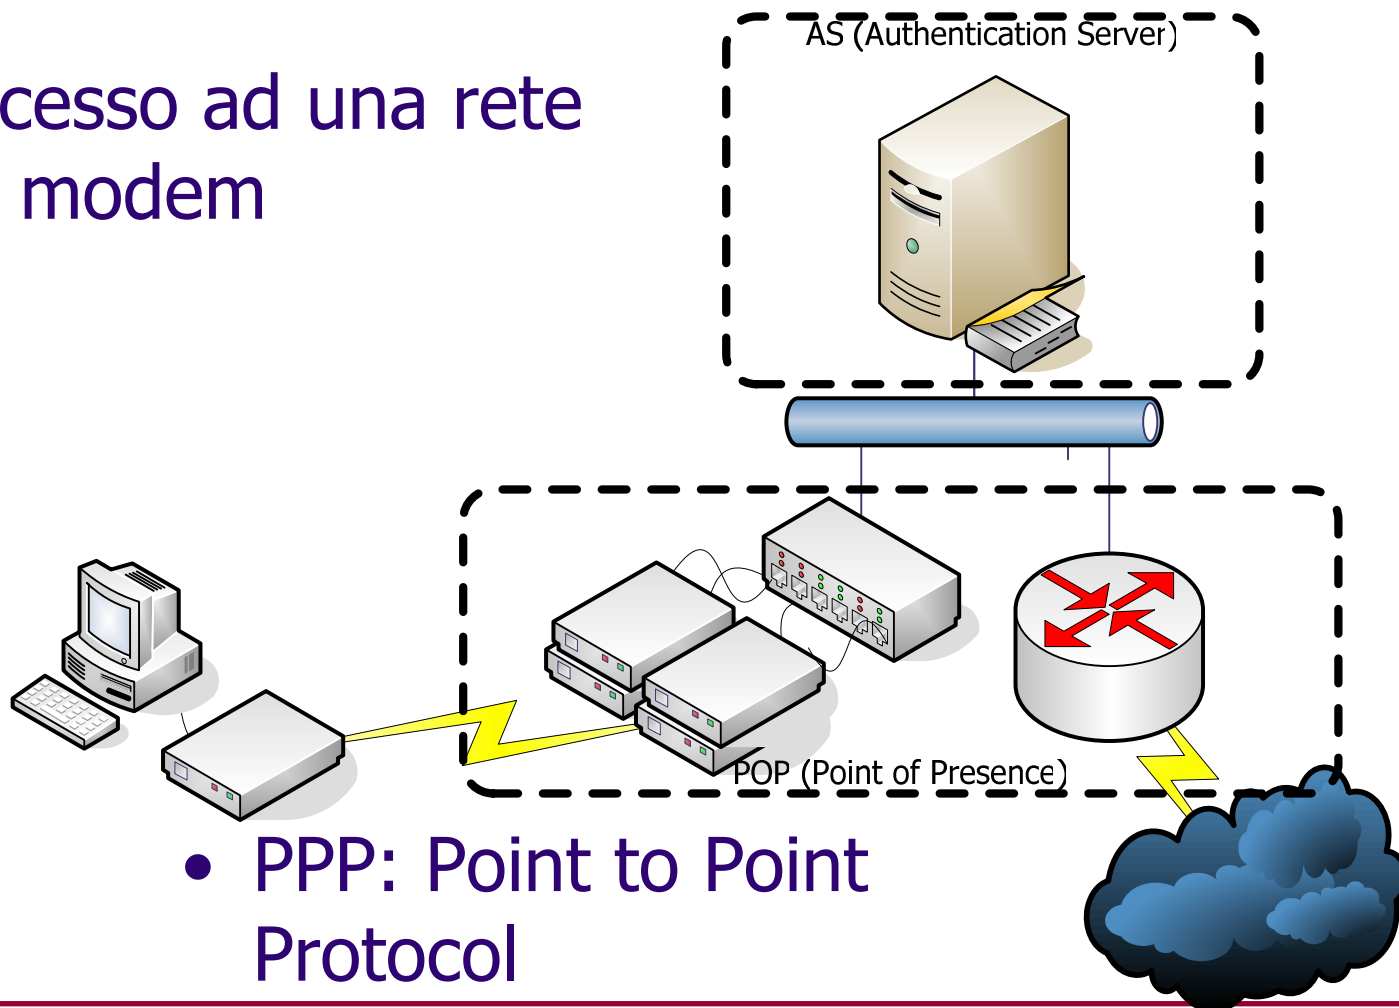 AS (Authentication Server)
cesso ad una rete
modem
POP (Point of Presence)
• PPP: Point to Point
Protocol